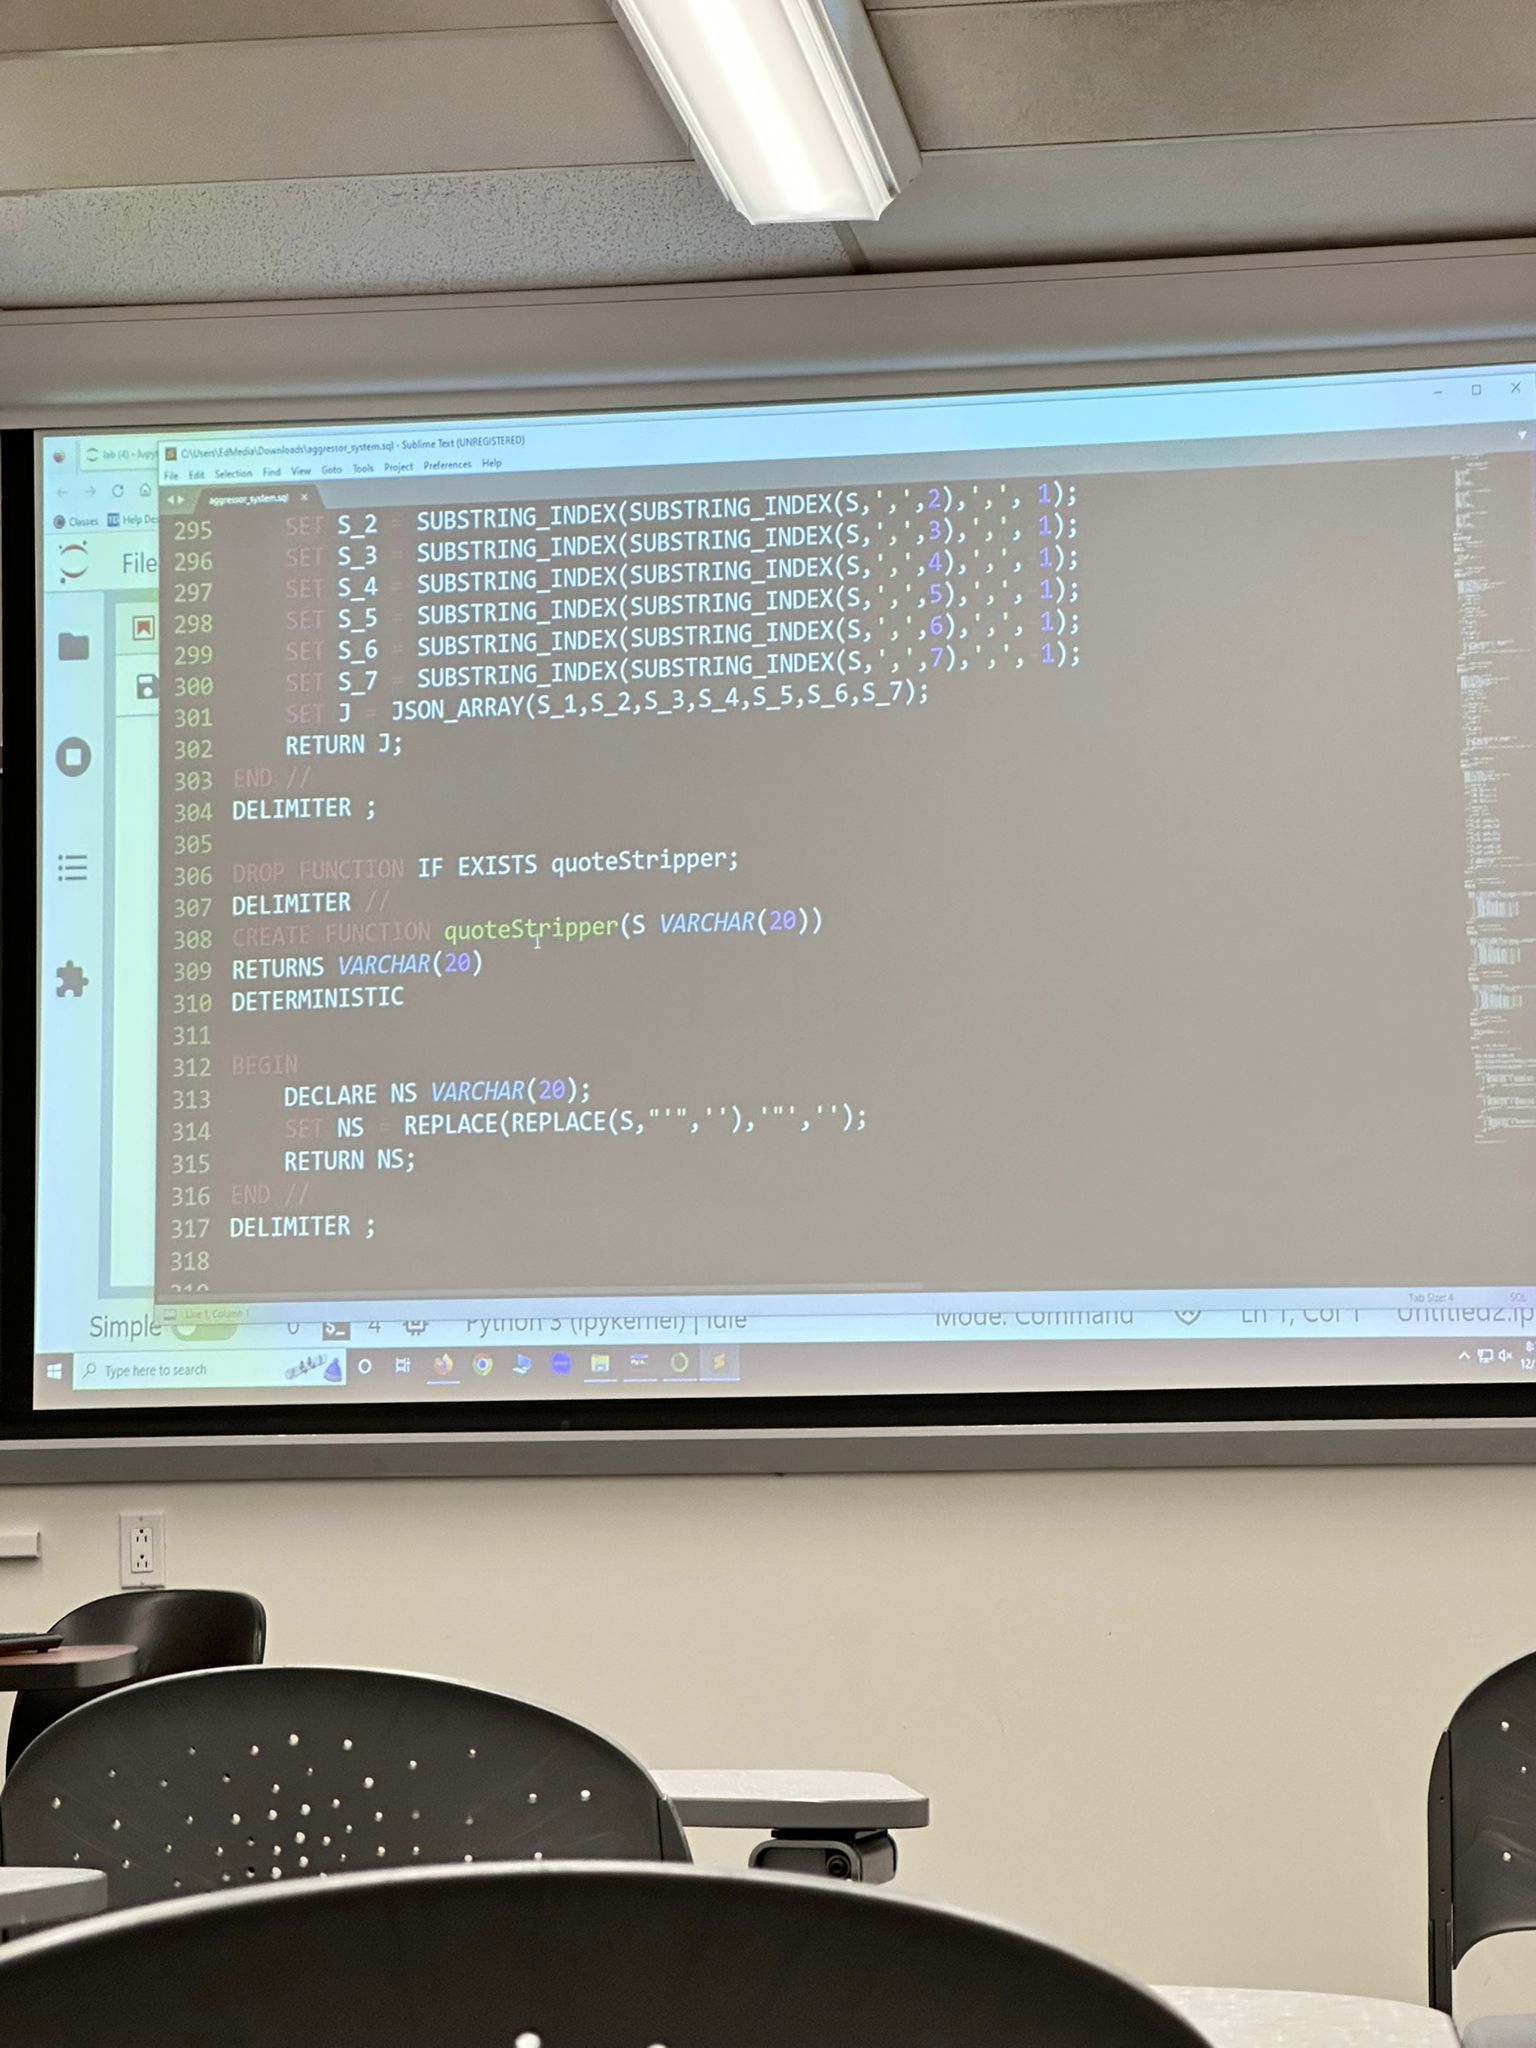 lab (4) - Jupyt
C:\Users\EdMedia\Downloads\aggressor_system.sql - Sublime Text (UNREGISTERED)
File Edit Selection Find View Goto Tools Project Preferences Help
Classes Help Des
aggressor_system.sql
File
295 SET S_2 = SUBSTRING_INDEX(SUBSTRING_INDEX(S,',',2),',', 1);
296 SET S_3 = SUBSTRING_INDEX(SUBSTRING_INDEX(S,',',3),',', 1);
297 SET S_4 = SUBSTRING_INDEX(SUBSTRING_INDEX(S,',',4),',', 1);
298 SET S_5 = SUBSTRING_INDEX(SUBSTRING_INDEX(S,',',5),',', 1);
299 SET S_6 = SUBSTRING_INDEX(SUBSTRING_INDEX(S,',',6),',', 1);
300 SET S_7 = SUBSTRING_INDEX(SUBSTRING_INDEX(S,',',7),',', 1);
301 SET J = JSON_ARRAY(S_1,S_2,S_3,S_4,S_5,S_6,S_7);
302 RETURN J;
303 END //
304 DELIMITER ;
305
306 DROP FUNCTION IF EXISTS quoteStripper;
307 DELIMITER //
308 CREATE FUNCTION quoteStripper(S VARCHAR(20))
309 RETURNS VARCHAR(20)
310 DETERMINISTIC
311
312 BEGIN
313 DECLARE NS VARCHAR(20);
314 SET NS = REPLACE(REPLACE(S,"'",''),'"','');
315 RETURN NS;
316 END //
317 DELIMITER ;
318
Line 1, Column 1 Tab Size: 4 SQL
Simple 0 4 Python 3 (ipykernel) | Idle Mode: Command Ln 1, Col 1 Untitled2.ip
Type here to search